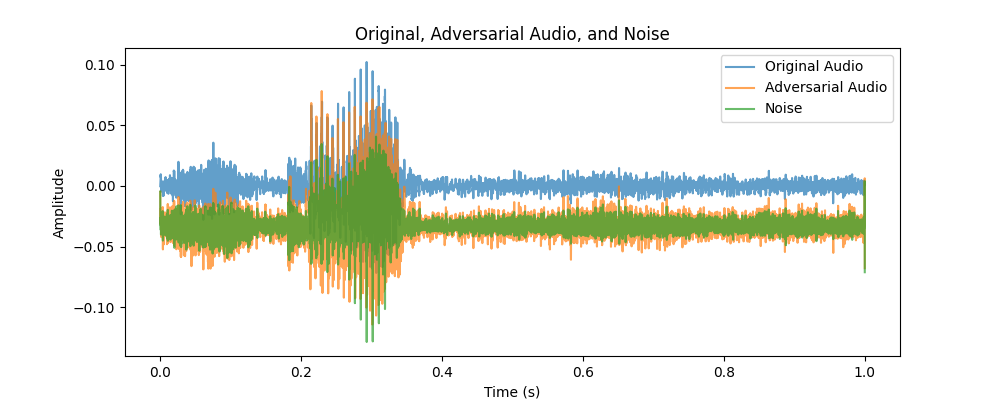 Original, Adversarial Audio, and Noise
Original Audio
Adversarial Audio
Noise
0.10
0.05
0.00
−0.05
−0.10
Amplitude
0.0
0.2
0.4
0.6
0.8
1.0
Time (s)